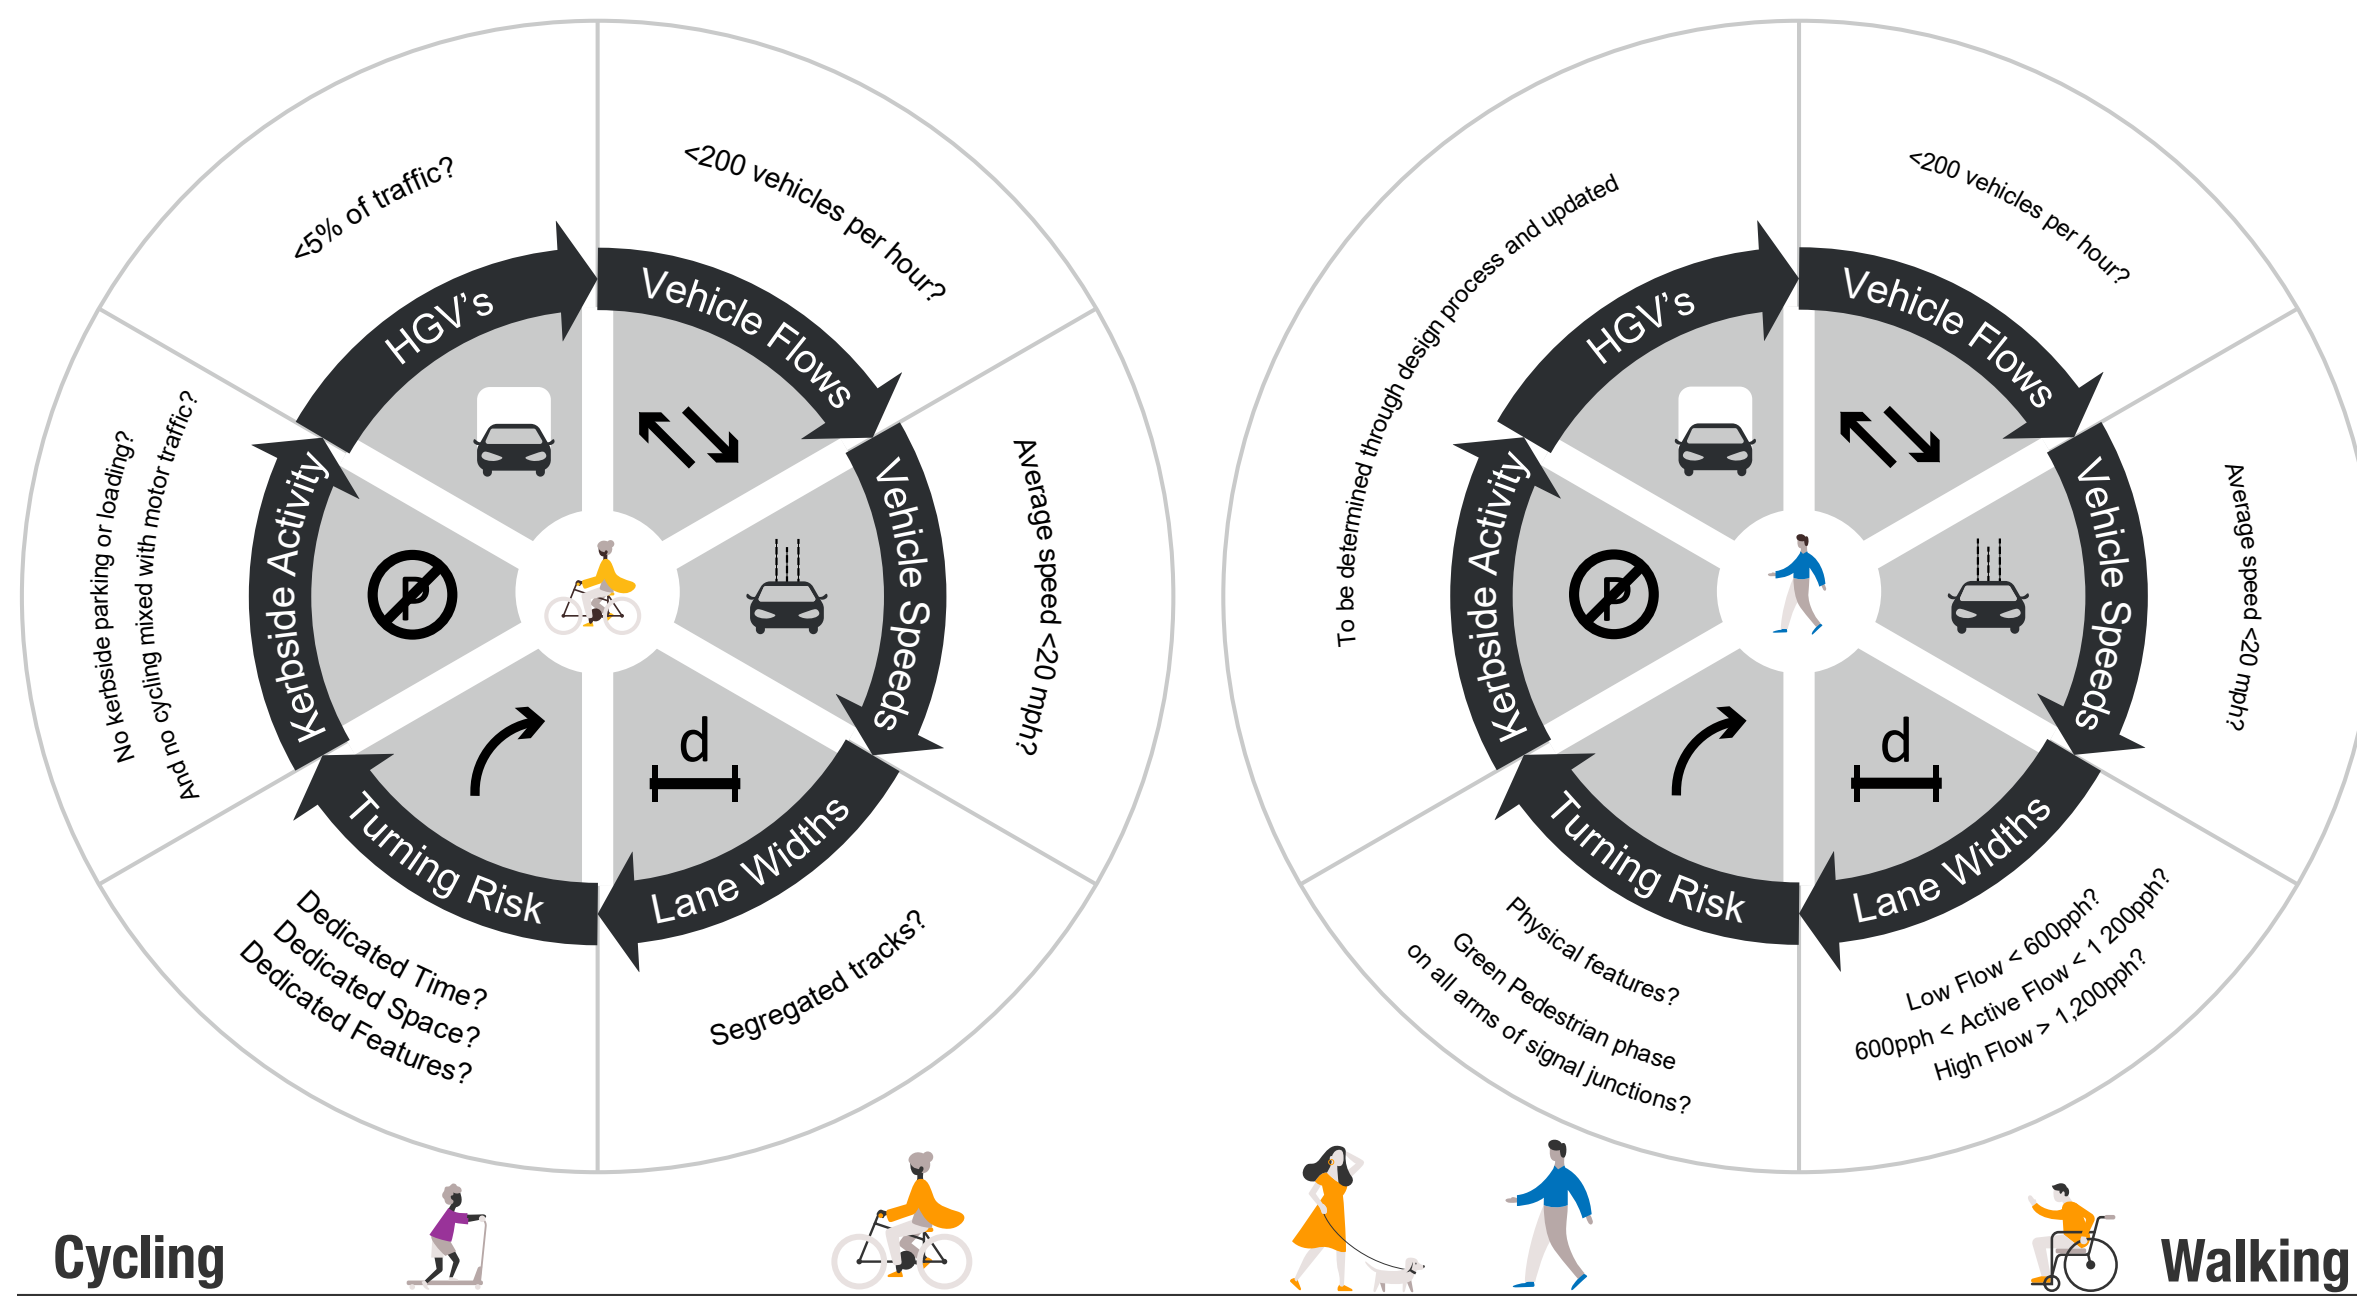 <5% of traffic?
<200 vehicles per hour?
HGV's
Vehicle Flows
Average speed <20 mph?
Vehicle Speeds
d
Lane Widths
Segregated tracks?
Turning Risk
Dedicated Time?
Dedicated Space?
Dedicated Features?
P
Kerbside Activity
No kerbside parking or loading?
And no cycling mixed with motor traffic?
Cycling
To be determined through design process and updated
<200 vehicles per hour?
HGV's
Vehicle Flows
Average speed <20 mph?
Vehicle Speeds
d
Lane Widths
Low Flow < 600pph?
600pph < Active Flow < 1 200pph?
High Flow > 1,200pph?
Turning Risk
Physical features?
Green Pedestrian phase
on all arms of signal junctions?
P
Kerbside Activity
Walking